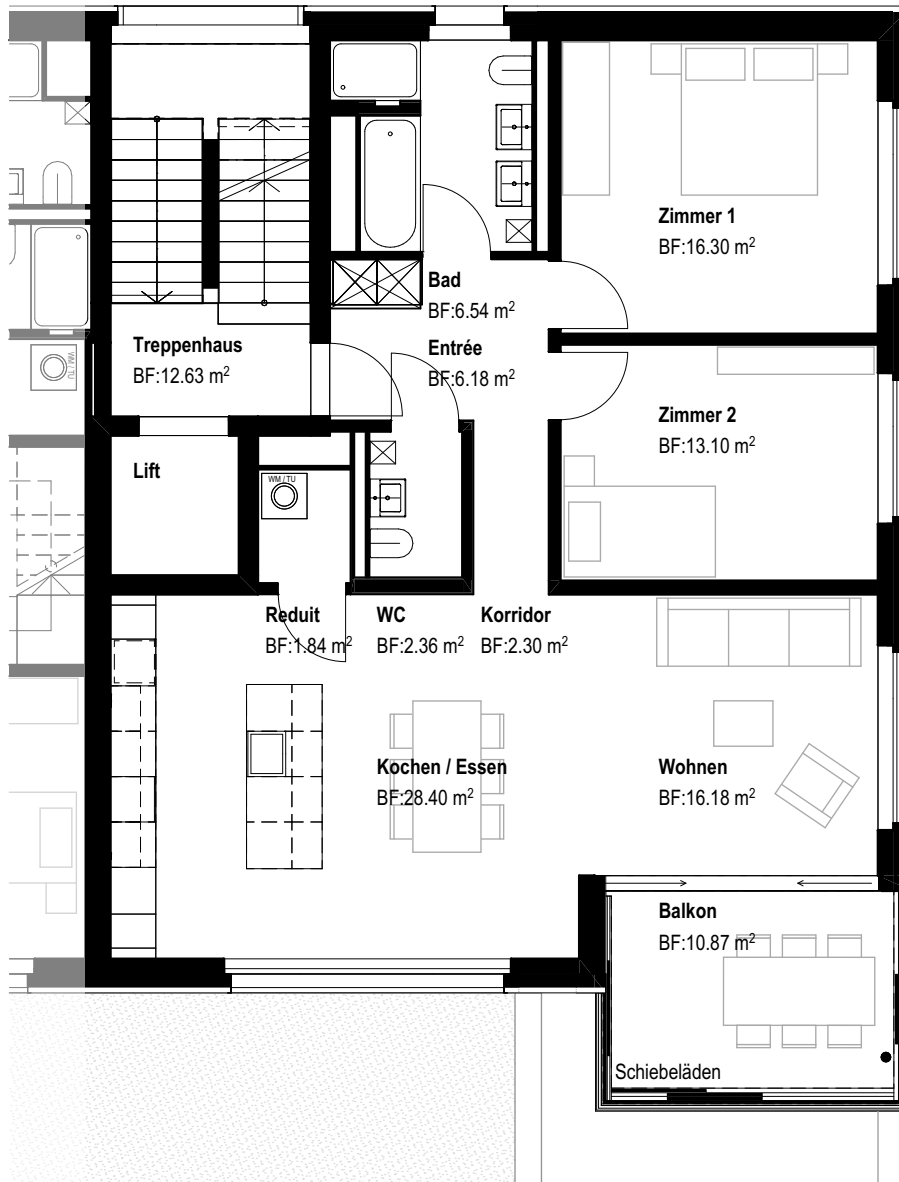 Zimmer 1
BF:16.30 m²
Bad
BF:6.54 m²
Treppenhaus
BF:12.63 m²
Entrée
BF:6.18 m²
WM / TU
Zimmer 2
BF:13.10 m²
Lift
WM / TU
Reduit
BF:1.84 m²
WC
BF:2.36 m²
Korridor
BF:2.30 m²
Kochen / Essen
BF:28.40 m²
Wohnen
BF:16.18 m²
Balkon
BF:10.87 m²
Schiebeläden